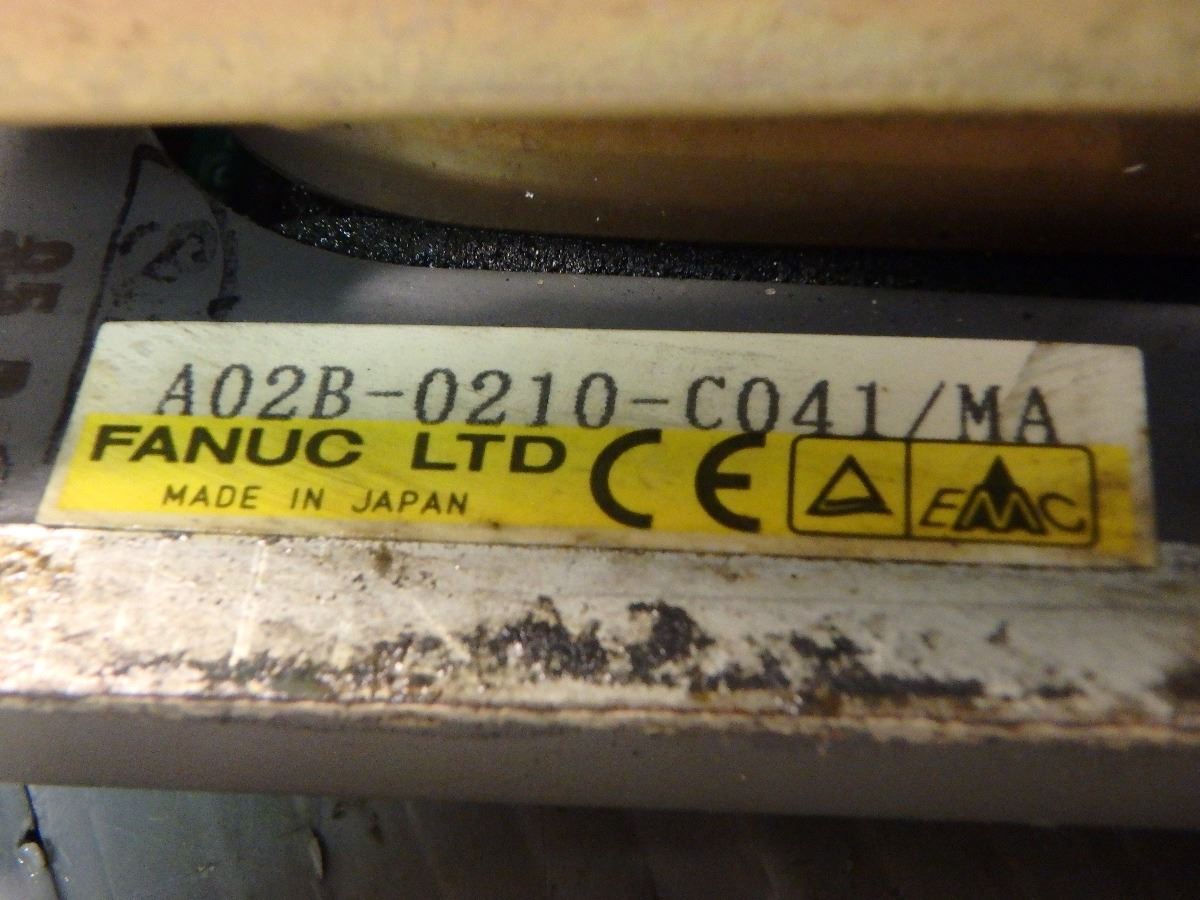 A02B-0210-C041/MA
FANUC LTD CE
EMC
MADE IN JAPAN